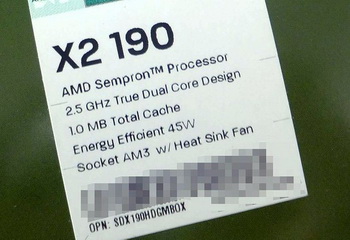 X2 190
AMD Sempron™ Processor
2.5 GHz True Dual Core Design
1.0 MB Total Cache
Energy Efficient 45W
Socket AM3 w/ Heat Sink Fan
OPN: SDX190HDGMBOX